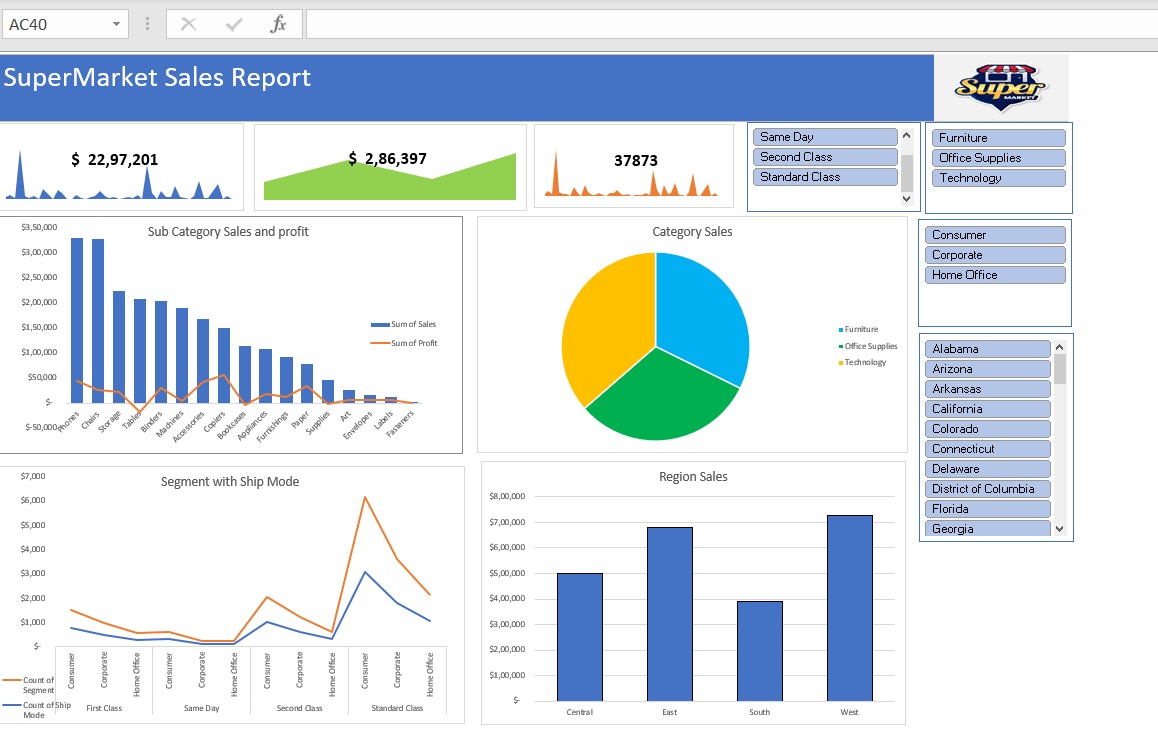 AC40
fx
SuperMarket Sales Report
Super
MARKET
$ 22,97,201
$ 2,86,397
37873
Same Day
Second Class
Standard Class
Furniture
Office Supplies
Technology
Sub Category Sales and profit
$3,50,000
$3,00,000
$2,50,000
$2,00,000
$1,50,000
$1,00,000
$50,000
$-
$-50,000
Phones
Chairs
Storage
Tables
Binders
Machines
Accessories
Copiers
Bookcases
Appliances
Furnishings
Paper
Supplies
Art
Envelopes
Labels
Fasteners
Sum of Sales
Sum of Profit
Category Sales
Furniture
Office Supplies
Technology
Consumer
Corporate
Home Office
Alabama
Arizona
Arkansas
California
Colorado
Connecticut
Delaware
District of Columbia
Florida
Georgia
Segment with Ship Mode
$7,000
$6,000
$5,000
$4,000
$3,000
$2,000
$1,000
$-
Consumer
Corporate
Home Office
Consumer
Corporate
Home Office
Consumer
Corporate
Home Office
Consumer
Corporate
Home Office
First Class
Same Day
Second Class
Standard Class
Count of
Segment
Count of Ship
Mode
Region Sales
$8,00,000
$7,00,000
$6,00,000
$5,00,000
$4,00,000
$3,00,000
$2,00,000
$1,00,000
$-
Central
East
South
West